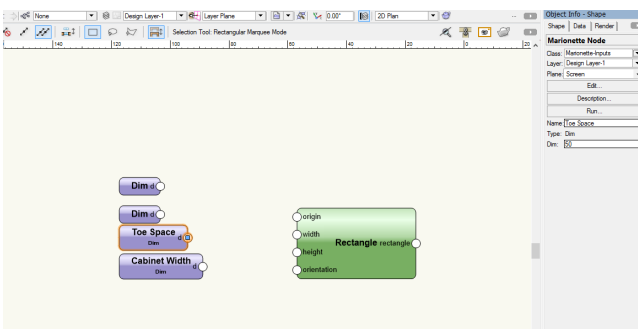 None
Design Layer-1
Layer Plane
0.00°
2D Plan
Selection Tool: Rectangular Marquee Mode
140
120
100
80
60
40
20
0
20
Dim d
Dim d
Toe Space
d
Dim
Cabinet Width
d
Dim
origin
width
height
orientation
Rectangle rectangle
Object Info - Shape
Shape Data Render
Marionette Node
Class: Marionette-Inputs
Layer: Design Layer-1
Plane: Screen
Edit...
Description...
Run...
Name: Toe Space
Type: Dim
Dim: 50